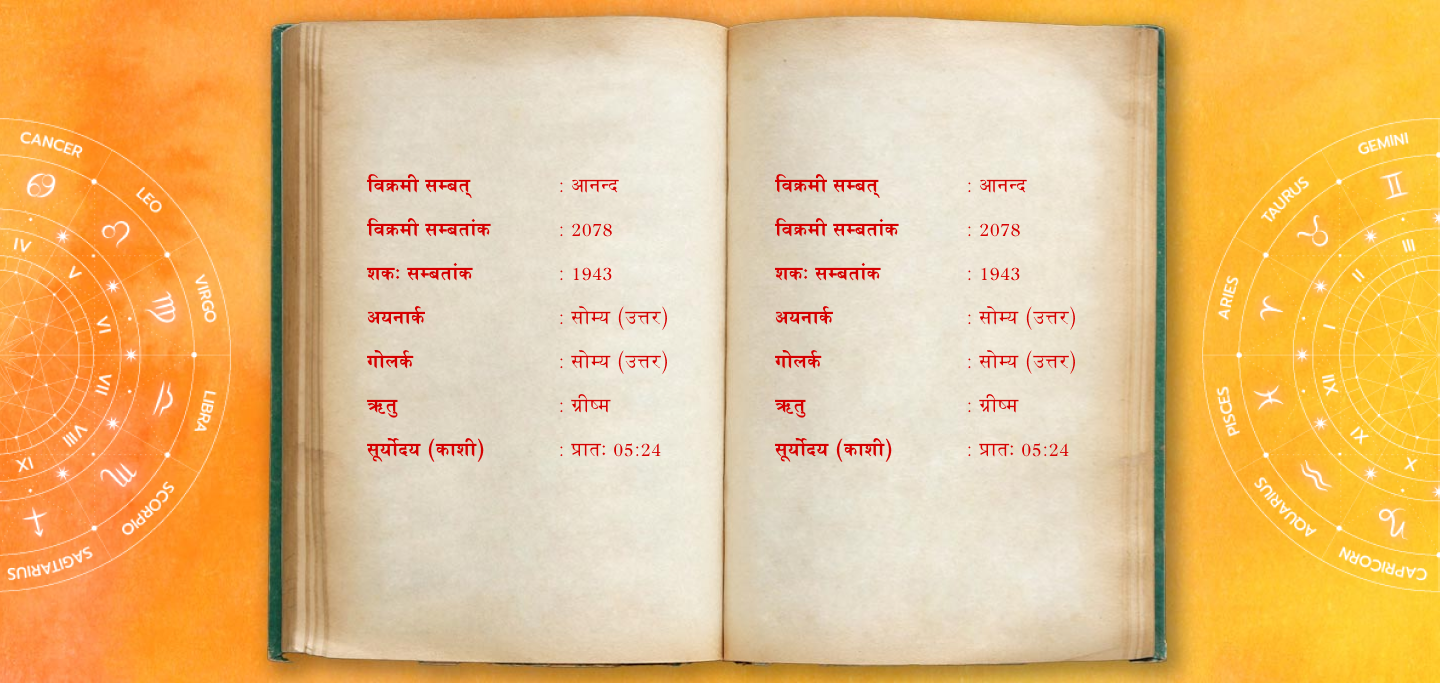 CANCER
LEO
VIRGO
LIBRA
SCORPIO
SAGITARIUS
IV
V
VI
VII
VIII
IX
विक्रमी सम्बत् : आनन्द
विक्रमी सम्बतांक : 2078
शकः सम्बतांक : 1943
अयनार्क : सोम्य (उत्तर)
गोलर्क : सोम्य (उत्तर)
ऋतु : ग्रीष्म
सूर्योदय (काशी) : प्रातः 05:24
विक्रमी सम्बत् : आनन्द
विक्रमी सम्बतांक : 2078
शकः सम्बतांक : 1943
अयनार्क : सोम्य (उत्तर)
गोलर्क : सोम्य (उत्तर)
ऋतु : ग्रीष्म
सूर्योदय (काशी) : प्रातः 05:24
GEMINI
TAURUS
ARIES
PISCES
AQUARIUS
CAPRICORN
III
II
I
XII
XI
X